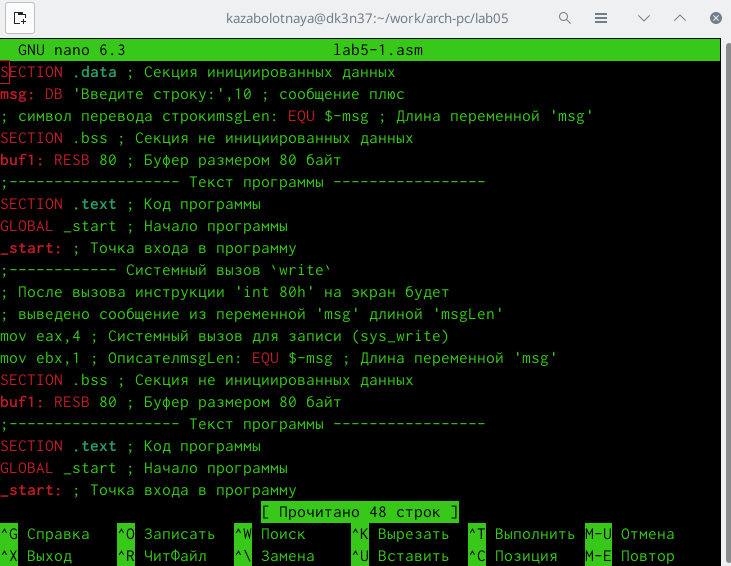 kazabolotnaya@dk3n37:~/work/arch-pc/lab05
GNU nano 6.3 lab5-1.asm
SECTION .data ; Секция инициированных данных
msg: DB 'Введите строку:',10 ; сообщение плюс
; символ перевода строкиmsgLen: EQU $-msg ; Длина переменной 'msg'
SECTION .bss ; Секция не инициированных данных
buf1: RESB 80 ; Буфер размером 80 байт
;------------------- Текст программы -----------------
SECTION .text ; Код программы
GLOBAL _start ; Начало программы
_start: ; Точка входа в программу
;------------ Системный вызов `write`
; После вызова инструкции 'int 80h' на экран будет
; выведено сообщение из переменной 'msg' длиной 'msgLen'
mov eax,4 ; Системный вызов для записи (sys_write)
mov ebx,1 ; ОписателmsgLen: EQU $-msg ; Длина переменной 'msg'
SECTION .bss ; Секция не инициированных данных
buf1: RESB 80 ; Буфер размером 80 байт
;------------------- Текст программы -----------------
SECTION .text ; Код программы
GLOBAL _start ; Начало программы
_start: ; Точка входа в программу
[ Прочитано 48 строк ]
^G Справка ^O Записать ^W Поиск ^K Вырезать ^T Выполнить M-U Отмена
^X Выход ^R ЧитФайл ^\ Замена ^U Вставить ^C Позиция M-E Повтор